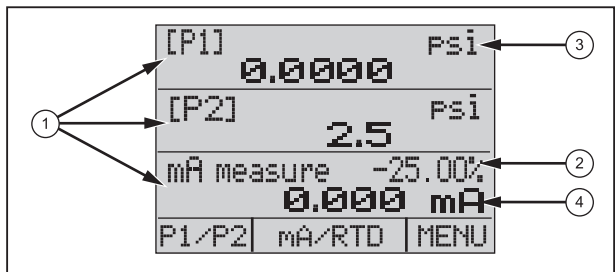 [P1] psi
0.0000
[P2] psi
2.5
mA measure -25.00%
0.000 mA
P1/P2 mA/RTD MENU
1
3
2
4